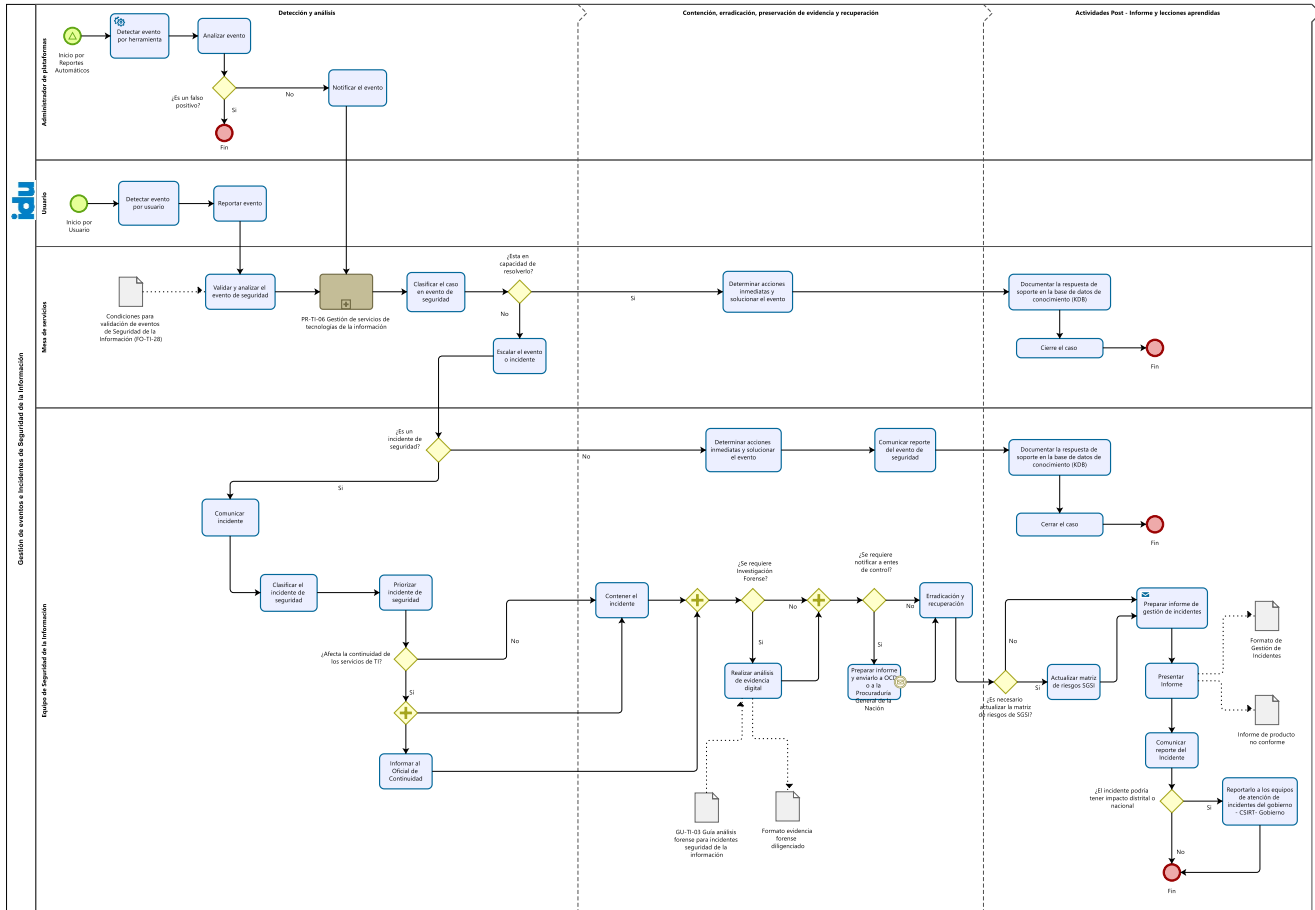 Detección y análisis
Contención, erradicación, preservación de evidencia y recuperación
Actividades Post - Informe y lecciones aprendidas
idu
Gestión de eventos e Incidentes de Seguridad de la Información
Administrador de plataformas
Inicio por
Reportes
Automáticos
Detectar evento
por herramienta
Analizar evento
¿Es un falso
positivo?
No
Si
Fin
Notificar el evento
Usuario
Inicio por
Usuario
Detectar evento
por usuario
Reportar evento
Mesa de servicios
Condiciones para
validación de eventos
de Seguridad de la
Información (FO-TI-28)
Validar y analizar el
evento de seguridad
PR-TI-06 Gestión de servicios de
tecnologías de la información
Clasificar el caso
en evento de
seguridad
¿Esta en
capacidad de
resolverlo?
Si
No
Escalar el evento
o incidente
Determinar acciones
inmediatas y
solucionar el evento
Documentar la respuesta de
soporte en la base de datos de
conocimiento (KDB)
Cierre el caso
Fin
Equipo de Seguridad de la Información
¿Es un
incidente de
seguridad?
No
Si
Determinar acciones
inmediatas y solucionar
el evento
Comunicar reporte
del evento de
seguridad
Documentar la respuesta de
soporte en la base de datos de
conocimiento (KDB)
Cerrar el caso
Fin
Comunicar
incidente
Clasificar el
incidente de
seguridad
Priorizar
incidente de
seguridad
¿Afecta la continuidad de
los servicios de TI?
No
Si
Informar al
Oficial de
Continuidad
Contener el
incidente
¿Se requiere
Investigación
Forense?
No
Si
Realizar análisis
de evidencia
digital
GU-TI-03 Guía análisis
forense para incidentes
seguridad de la
información
Formato evidencia
forense
diligenciado
¿Se requiere
notificar a entes
de control?
No
Si
Preparar informe
y enviarlo a OCD
o a la
Procuraduría
General de la
Nación
Erradicación y
recuperación
¿Es necesario
actualizar la matriz
de riesgos de SGSI?
No
Si
Actualizar matriz
de riesgos SGSI
Preparar informe de
gestión de incidentes
Formato de
Gestión de
Incidentes
Presentar
Informe
Informe de producto
no conforme
Comunicar
reporte del
Incidente
¿El incidente podría
tener impacto distrital o
nacional
Si
No
Reportarlo a los equipos
de atención de
incidentes del gobierno
- CSIRT- Gobierno
Fin